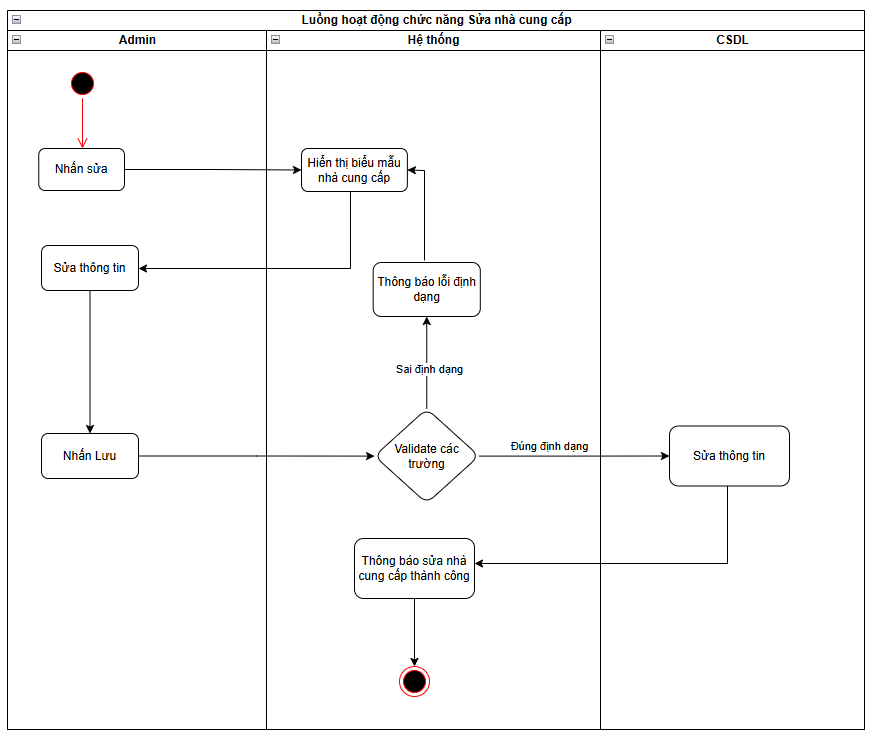 Luồng hoạt động chức năng Sửa nhà cung cấp
Admin
Hệ thống
CSDL
Nhấn sửa
Hiển thị biểu mẫu
nhà cung cấp
Sửa thông tin
Thông báo lỗi định
dạng
Sai định dạng
Nhấn Lưu
Validate các
trường
Đúng định dạng
Sửa thông tin
Thông báo sửa nhà
cung cấp thành công